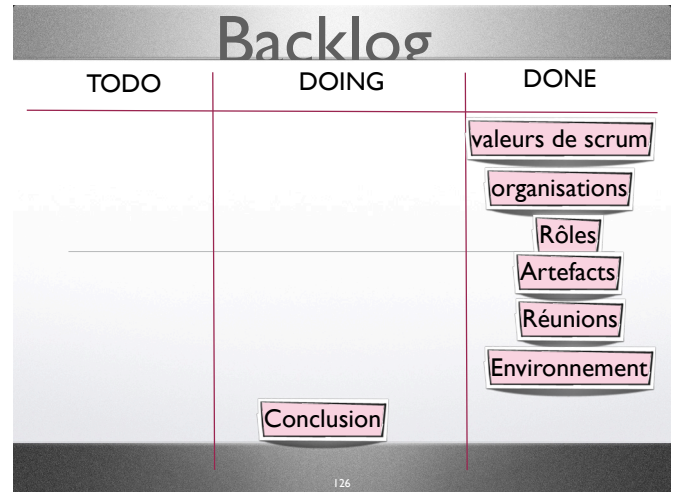 Backlog
TODO
DOING
DONE
valeurs de scrum
organisations
Rôles
Artefacts
Réunions
Environnement
Conclusion
126